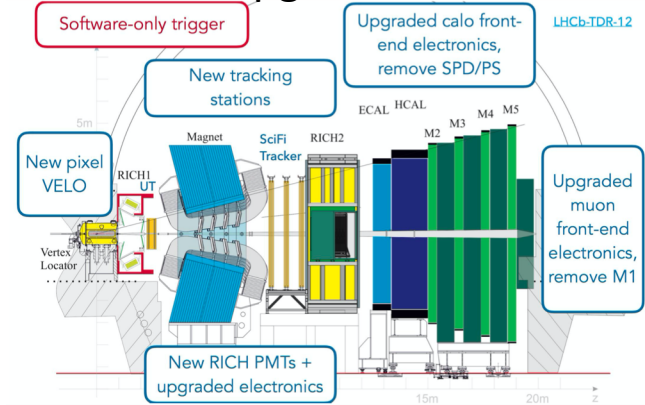 Software-only trigger
Upgraded calo front-
end electronics,
remove SPD/PS
LHCb-TDR-12
New tracking
stations
ECAL HCAL
M2 M3 M4 M5
5m
Magnet
SciFi
Tracker
RICH2
New pixel
VELO
RICH1
UT
Upgraded
muon
front-end
electronics,
remove M1
Vertex
Locator
New RICH PMTs +
upgraded electronics
15m
20m
z